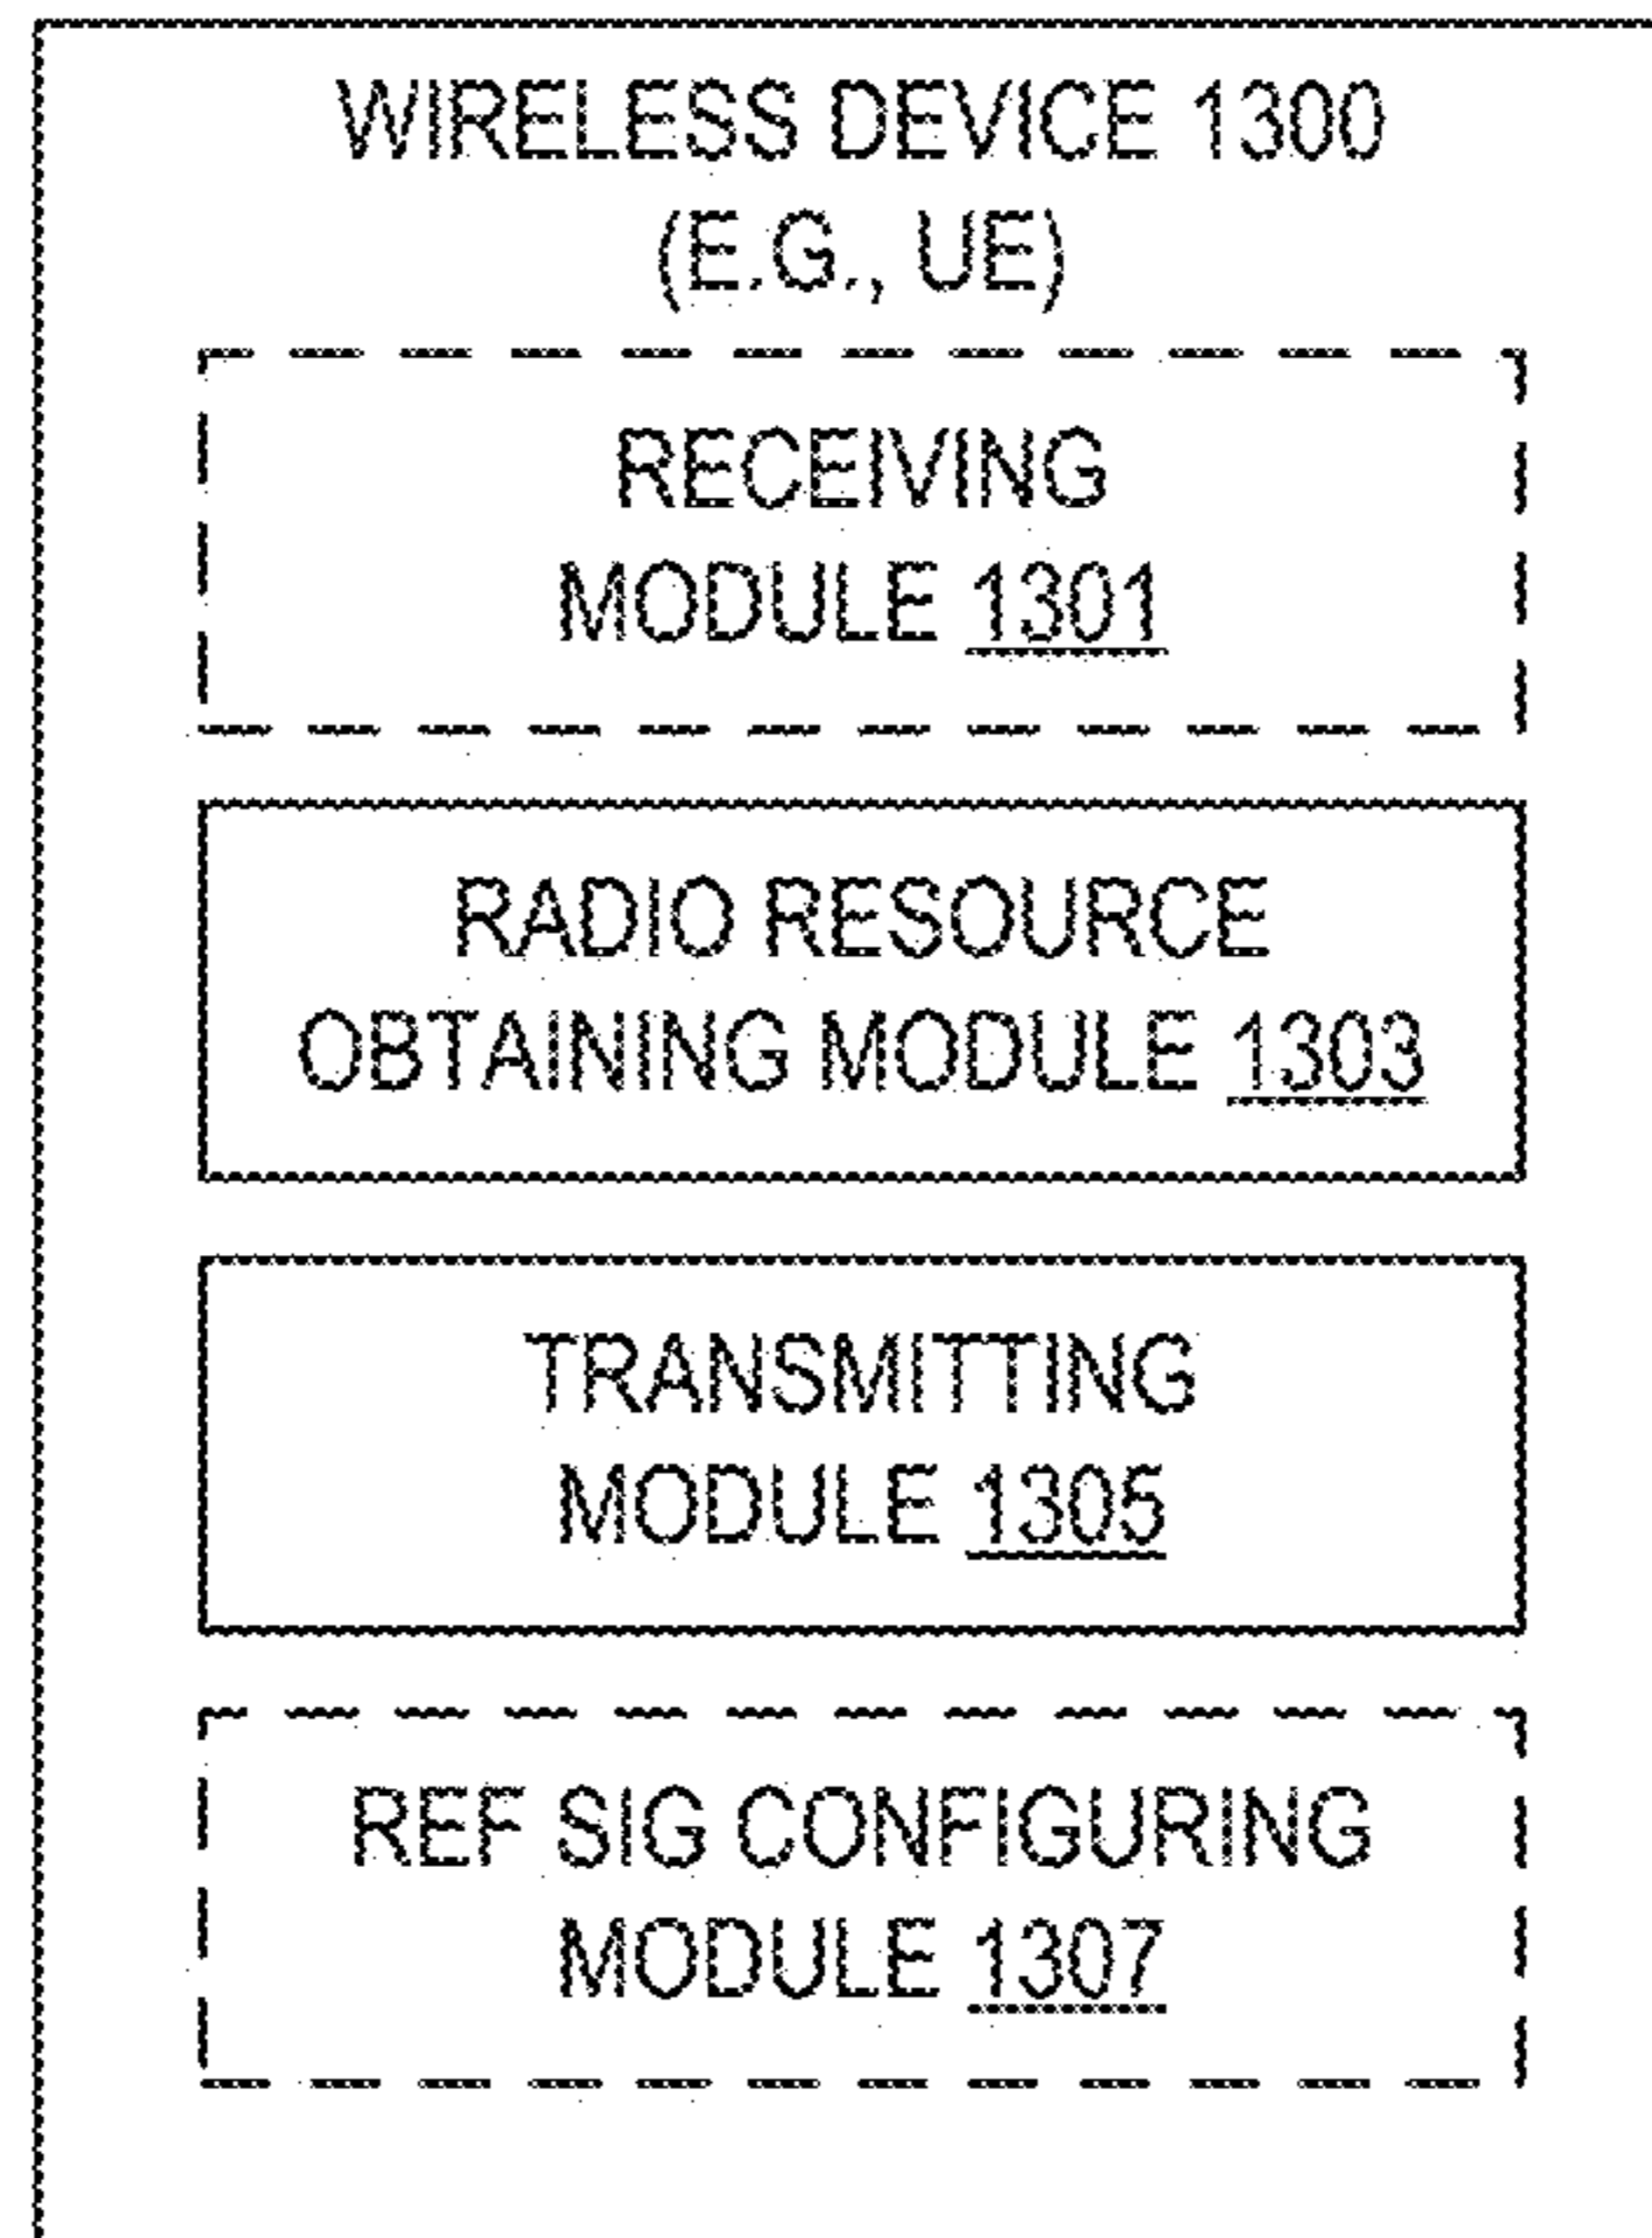 WIRELESS DEVICE 1300
(E.G., UE)
RECEIVING
MODULE 1301
RADIO RESOURCE
OBTAINING MODULE 1303
TRANSMITTING
MODULE 1305
REF SIG CONFIGURING
MODULE 1307